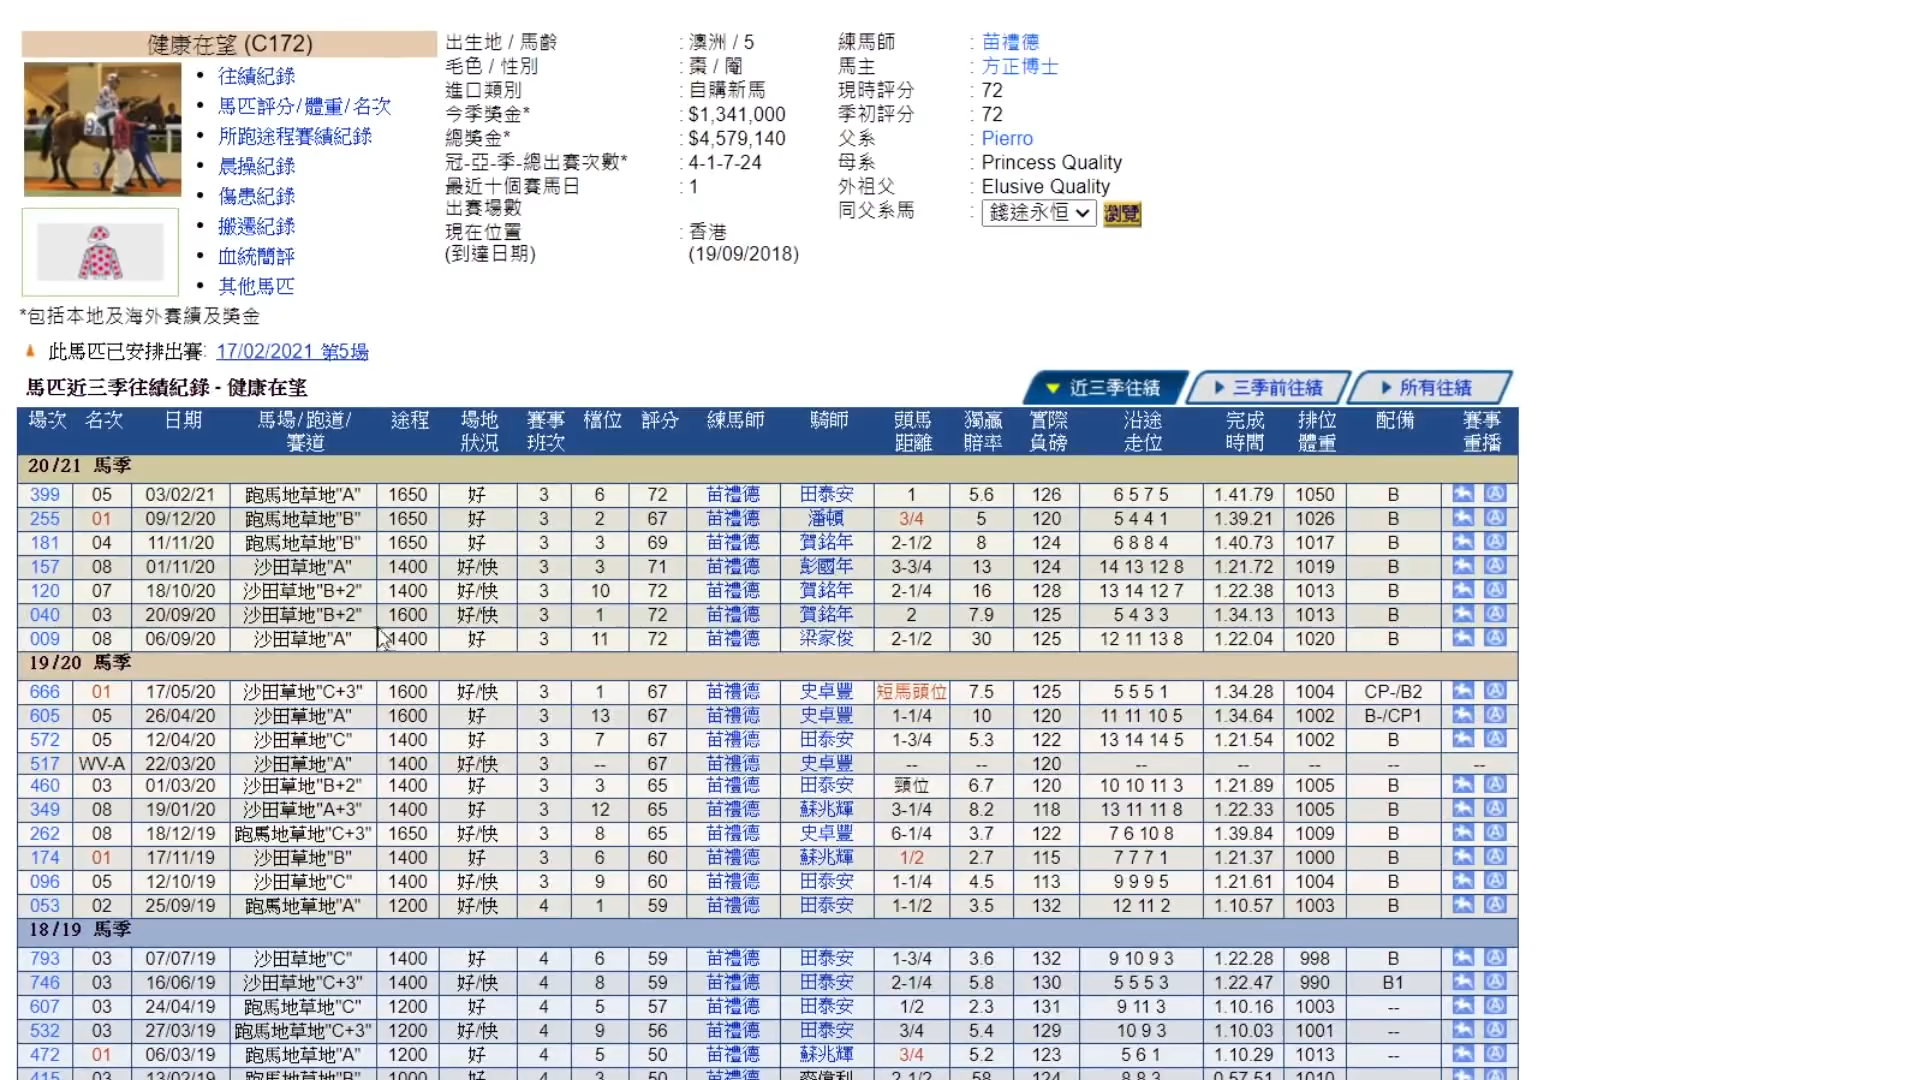 健康在望 (C172)
往績紀錄
馬匹評分/體重/名次
所跑途程賽績紀錄
晨操紀錄
傷患紀錄
搬遷紀錄
血統簡評
其他馬匹
出生地 / 馬齡 : 澳洲 / 5
毛色 / 性別 : 棗 / 閹
進口類別 : 自購新馬
今季獎金* : $1,341,000
總獎金* : $4,579,140
冠-亞-季-總出賽次數* : 4-1-7-24
最近十個賽馬日 : 1
出賽場數
現在位置 : 香港
(到達日期) (19/09/2018)
練馬師 : 苗禮德
馬主 : 方正博士
現時評分 : 72
季初評分 : 72
父系 : Pierro
母系 : Princess Quality
外祖父 : Elusive Quality
同父系馬 : 錢途永恒 瀏覽
*包括本地及海外賽績及獎金
此馬匹已安排出賽: 17/02/2021 第5場
馬匹近三季往績紀錄 - 健康在望
近三季往績 三季前往績 所有往績
場次 名次 日期 馬場/跑道/賽道 途程 場地狀況 賽事班次 檔位 評分 練馬師 騎師 頭馬距離 獨贏賠率 實際負磅 沿途走位 完成時間 排位體重 配備 賽事重播
20/21 馬季
399 05 03/02/21 跑馬地草地"A" 1650 好 3 6 72 苗禮德 田泰安 1 5.6 126 6 5 7 5 1.41.79 1050 B
255 01 09/12/20 跑馬地草地"B" 1650 好 3 2 67 苗禮德 潘頓 3/4 5 120 5 4 4 1 1.39.21 1026 B
181 04 11/11/20 跑馬地草地"B" 1650 好 3 3 69 苗禮德 賀銘年 2-1/2 8 124 6 8 8 4 1.40.73 1017 B
157 08 01/11/20 沙田草地"A" 1400 好/快 3 3 71 苗禮德 彭國年 3-3/4 13 124 14 13 12 8 1.21.72 1019 B
120 07 18/10/20 沙田草地"B+2" 1400 好/快 3 10 72 苗禮德 賀銘年 2-1/4 16 128 13 14 12 7 1.22.38 1013 B
040 03 20/09/20 沙田草地"B+2" 1600 好/快 3 1 72 苗禮德 賀銘年 2 7.9 125 5 4 3 3 1.34.13 1013 B
009 08 06/09/20 沙田草地"A" 1400 好 3 11 72 苗禮德 梁家俊 2-1/2 30 125 12 11 13 8 1.22.04 1020 B
19/20 馬季
666 01 17/05/20 沙田草地"C+3" 1600 好/快 3 1 67 苗禮德 史卓豐 短馬頭位 7.5 125 5 5 5 1 1.34.28 1004 CP-/B2
605 05 26/04/20 沙田草地"A" 1600 好 3 13 67 苗禮德 史卓豐 1-1/4 10 120 11 11 10 5 1.34.64 1002 B-/CP1
572 05 12/04/20 沙田草地"C" 1400 好 3 7 67 苗禮德 田泰安 1-3/4 5.3 122 13 14 14 5 1.21.54 1002 B
517 WV-A 22/03/20 沙田草地"A" 1400 好/快 3 -- 67 苗禮德 史卓豐 -- -- 120 -- -- -- -- --
460 03 01/03/20 沙田草地"B+2" 1400 好 3 3 65 苗禮德 田泰安 頸位 6.7 120 10 10 11 3 1.21.89 1005 B
349 08 19/01/20 沙田草地"A+3" 1400 好 3 12 65 苗禮德 蘇兆輝 3-1/4 8.2 118 13 11 11 8 1.22.33 1005 B
262 08 18/12/19 跑馬地草地"C+3" 1650 好/快 3 8 65 苗禮德 史卓豐 6-1/4 3.7 122 7 6 10 8 1.39.84 1009 B
174 01 17/11/19 沙田草地"B" 1400 好 3 6 60 苗禮德 蘇兆輝 1/2 2.7 115 7 7 7 1 1.21.37 1000 B
096 05 12/10/19 沙田草地"C" 1400 好/快 3 9 60 苗禮德 田泰安 1-1/4 4.5 113 9 9 9 5 1.21.61 1004 B
053 02 25/09/19 跑馬地草地"A" 1200 好/快 4 1 59 苗禮德 田泰安 1-1/2 3.5 132 12 11 2 1.10.57 1003 B
18/19 馬季
793 03 07/07/19 沙田草地"C" 1400 好 4 6 59 苗禮德 田泰安 1-3/4 3.6 132 9 10 9 3 1.22.28 998 B
746 03 16/06/19 沙田草地"C+3" 1400 好/快 4 8 59 苗禮德 田泰安 2-1/4 5.8 130 5 5 5 3 1.22.47 990 B1
607 03 24/04/19 跑馬地草地"C" 1200 好 4 5 57 苗禮德 田泰安 1/2 2.3 131 9 11 3 1.10.16 1003 --
532 03 27/03/19 跑馬地草地"C+3" 1200 好/快 4 9 56 苗禮德 田泰安 3/4 5.4 129 10 9 3 1.10.03 1001 --
472 01 06/03/19 跑馬地草地"A" 1200 好 4 5 50 苗禮德 蘇兆輝 3/4 5.2 123 5 6 1 1.10.29 1013 --
415 03 13/02/19 跑馬地草地"B" 1000 好 4 3 50 苗禮德 2-1/2 58 124 8 8 3 0.57.51 1010